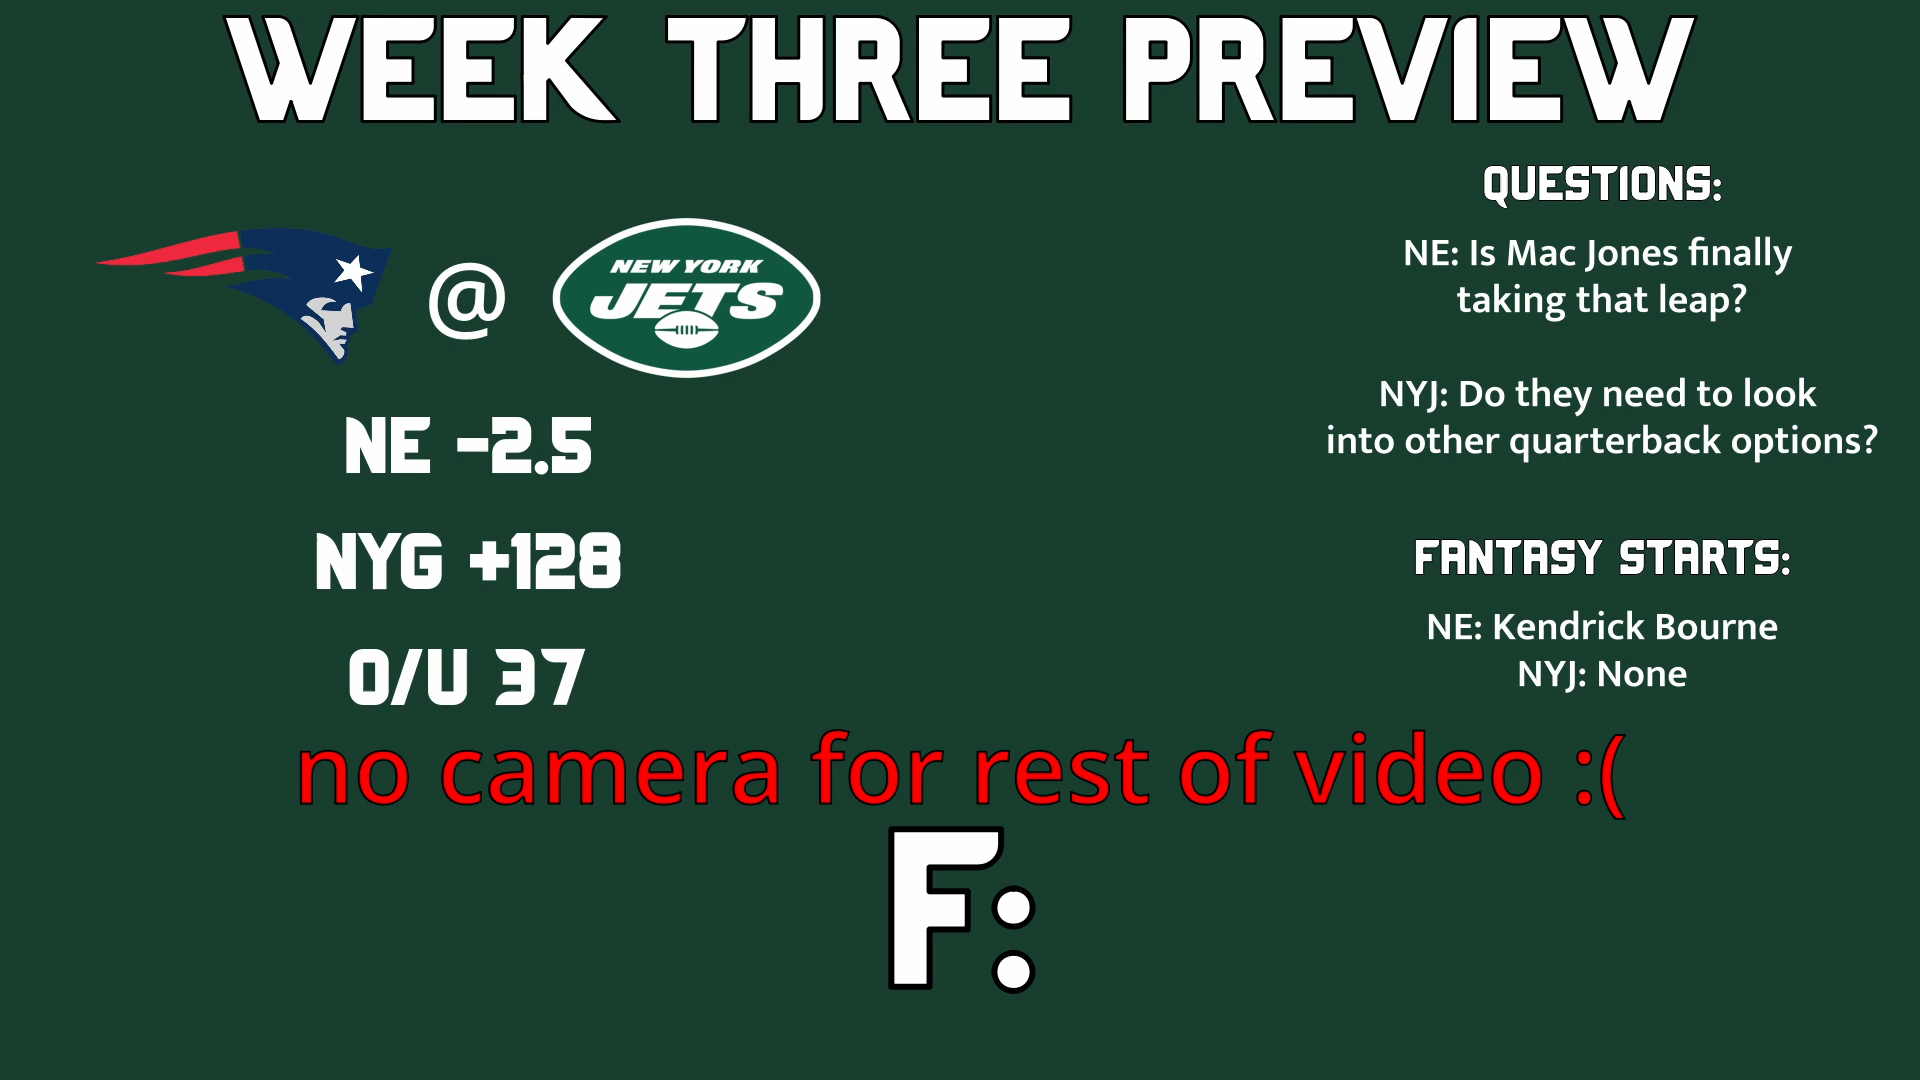 WEEK THREE PREVIEW
@
NEW YORK
JETS
NE -2.5
NYG +128
O/U 37
QUESTIONS:
NE: Is Mac Jones finally
taking that leap?
NYJ: Do they need to look
into other quarterback options?
FANTASY STARTS:
NE: Kendrick Bourne
NYJ: None
no camera for rest of video :(
F: